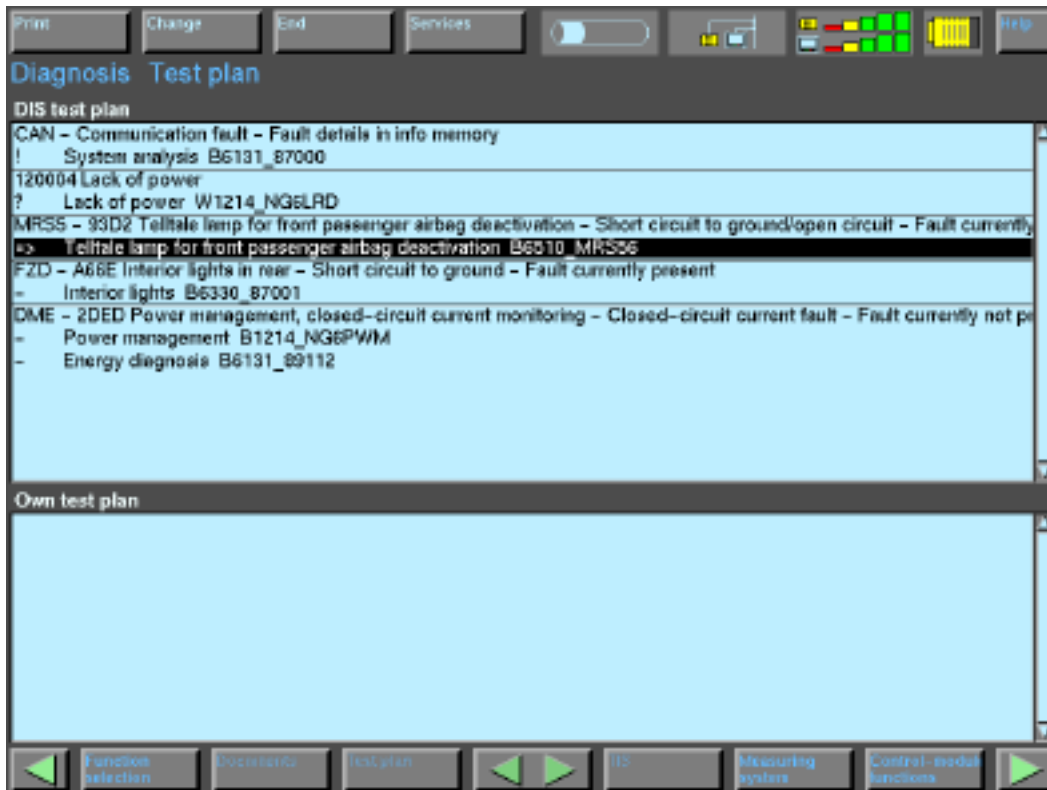 Print Change End Services Help
Diagnosis Test plan
DIS test plan
CAN - Communication fault - Fault details in info memory
! System analysis B6131_87000
120004 Lack of power
? Lack of power W1214_NG6LRD
MRS5 - 93D2 Telltale lamp for front passenger airbag deactivation - Short circuit to ground/open circuit - Fault currently
=> Telltale lamp for front passenger airbag deactivation B6510_MRS56
FZD - A66E Interior lights in rear - Short circuit to ground - Fault currently present
- Interior lights B6330_87001
DME - 2DED Power management, closed-circuit current monitoring - Closed-circuit current fault - Fault currently not pr
- Power management B1214_NG6PWM
- Energy diagnosis B6131_89112
Own test plan
Function Documents Test plan TIS Measuring Control-modul
selection system functions